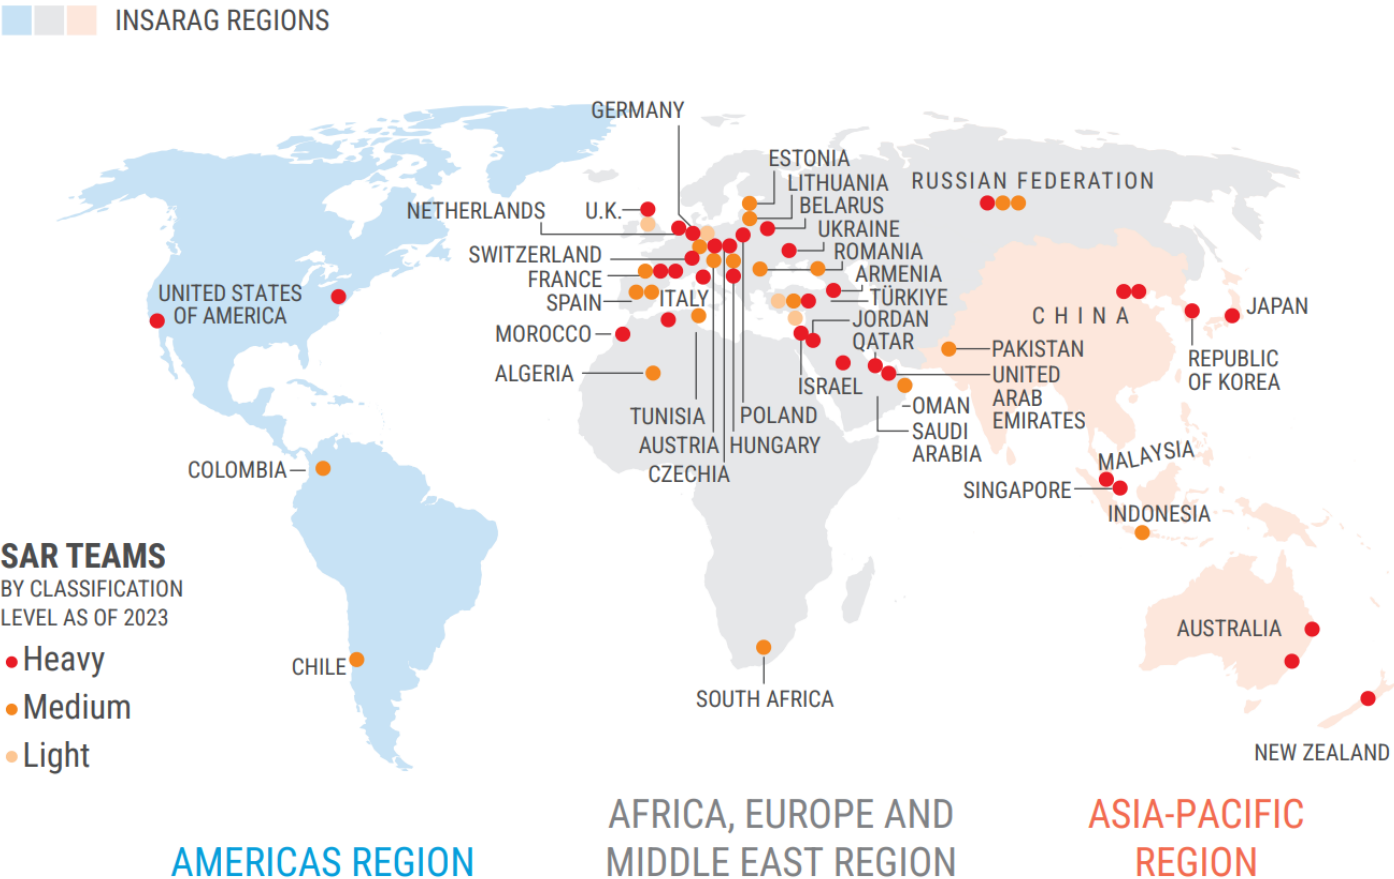 INSARAG REGIONS
GERMANY
ESTONIA
LITHUANIA
RUSSIAN FEDERATION
BELARUS
NETHERLANDS
U.K.
UKRAINE
ROMANIA
SWITZERLAND
ARMENIA
FRANCE
UNITED STATES
OF AMERICA
SPAIN
ITALY
TÜRKIYE
JAPAN
CHINA
JORDAN
MOROCCO
QATAR
PAKISTAN
REPUBLIC
OF KOREA
ALGERIA
ISRAEL
UNITED
ARAB
EMIRATES
OMAN
TUNISIA
POLAND
SAUDI
ARABIA
AUSTRIA
HUNGARY
MALAYSIA
COLOMBIA
CZECHIA
SINGAPORE
INDONESIA
SAR TEAMS
BY CLASSIFICATION
LEVEL AS OF 2023
Heavy
Medium
Light
AUSTRALIA
CHILE
SOUTH AFRICA
NEW ZEALAND
AMERICAS REGION
AFRICA, EUROPE AND
MIDDLE EAST REGION
ASIA-PACIFIC
REGION